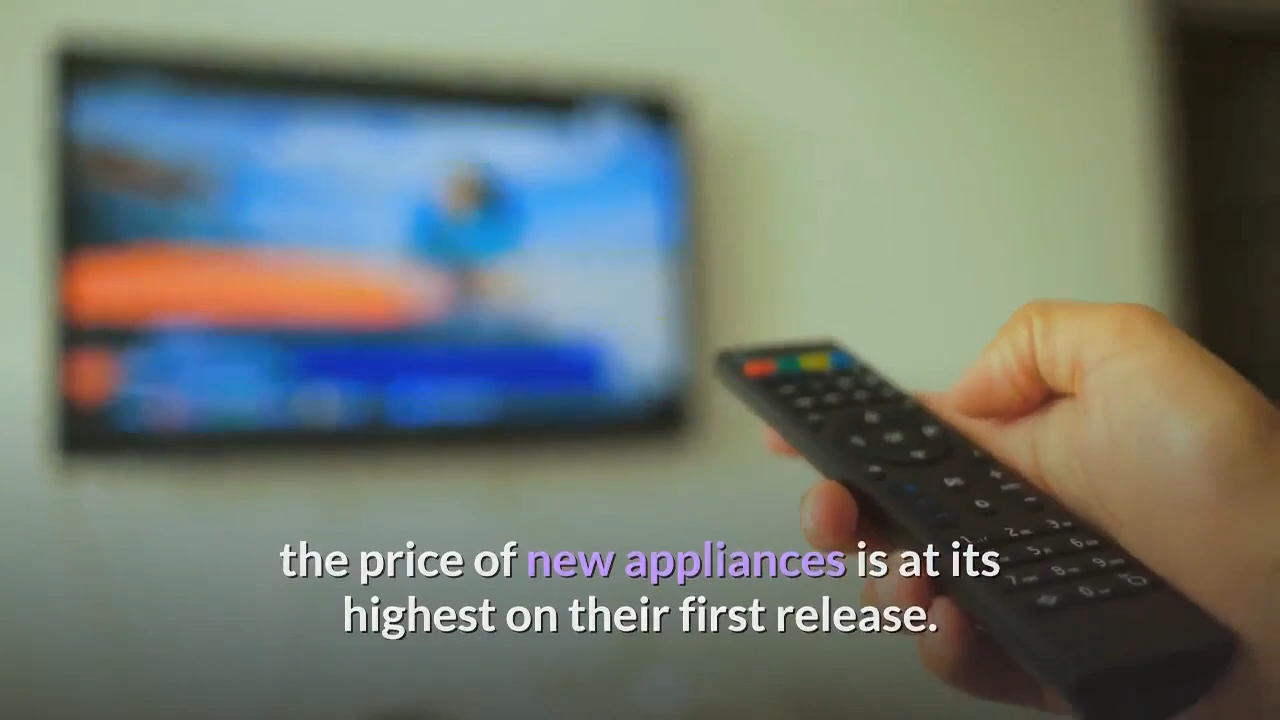 the price of new appliances is at its
highest on their first release.